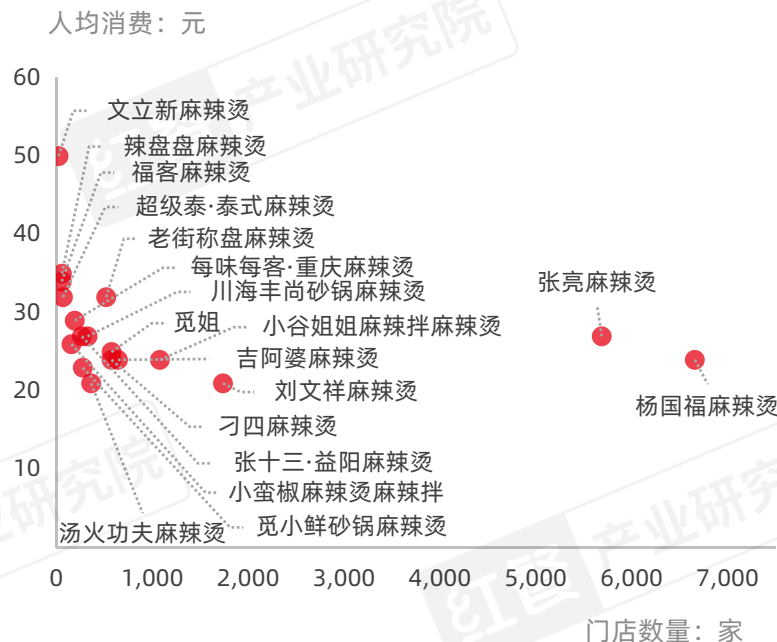 人均消费：元
60
文立新麻辣烫
50
辣盘盘麻辣烫
福客麻辣烫
超级泰·泰式麻辣烫
40
老街称盘麻辣烫
每味每客·重庆麻辣烫
张亮麻辣烫
川海丰尚砂锅麻辣烫
30
觅姐
小谷姐姐麻辣拌麻辣烫
吉阿婆麻辣烫
20
刘文祥麻辣烫
杨国福麻辣烫
刁四麻辣烫
10
张十三·益阳麻辣烫
小蛮椒麻辣烫麻辣拌
汤火功夫麻辣烫
觅小鲜砂锅麻辣烫
0 1,000 2,000 3,000 4,000 5,000 6,000 7,000
门店数量：家
红餐产业研究院
产业研究院
红餐产业研究